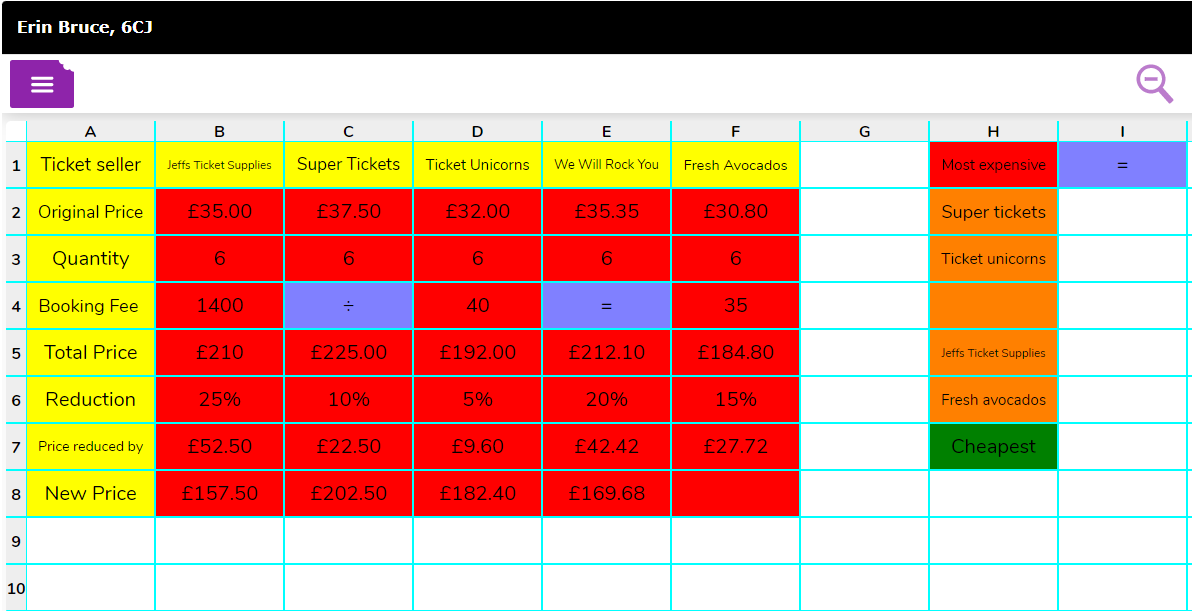 Erin Bruce, 6CJ
A B C D E F G H I
1 Ticket seller Jeffs Ticket Supplies Super Tickets Ticket Unicorns We Will Rock You Fresh Avocados Most expensive =
2 Original Price £35.00 £37.50 £32.00 £35.35 £30.80 Super tickets
3 Quantity 6 6 6 6 6 Ticket unicorns
4 Booking Fee 1400 ÷ 40 = 35
5 Total Price £210 £225.00 £192.00 £212.10 £184.80 Jeffs Ticket Supplies
6 Reduction 25% 10% 5% 20% 15% Fresh avocados
7 Price reduced by £52.50 £22.50 £9.60 £42.42 £27.72 Cheapest
8 New Price £157.50 £202.50 £182.40 £169.68
9
10